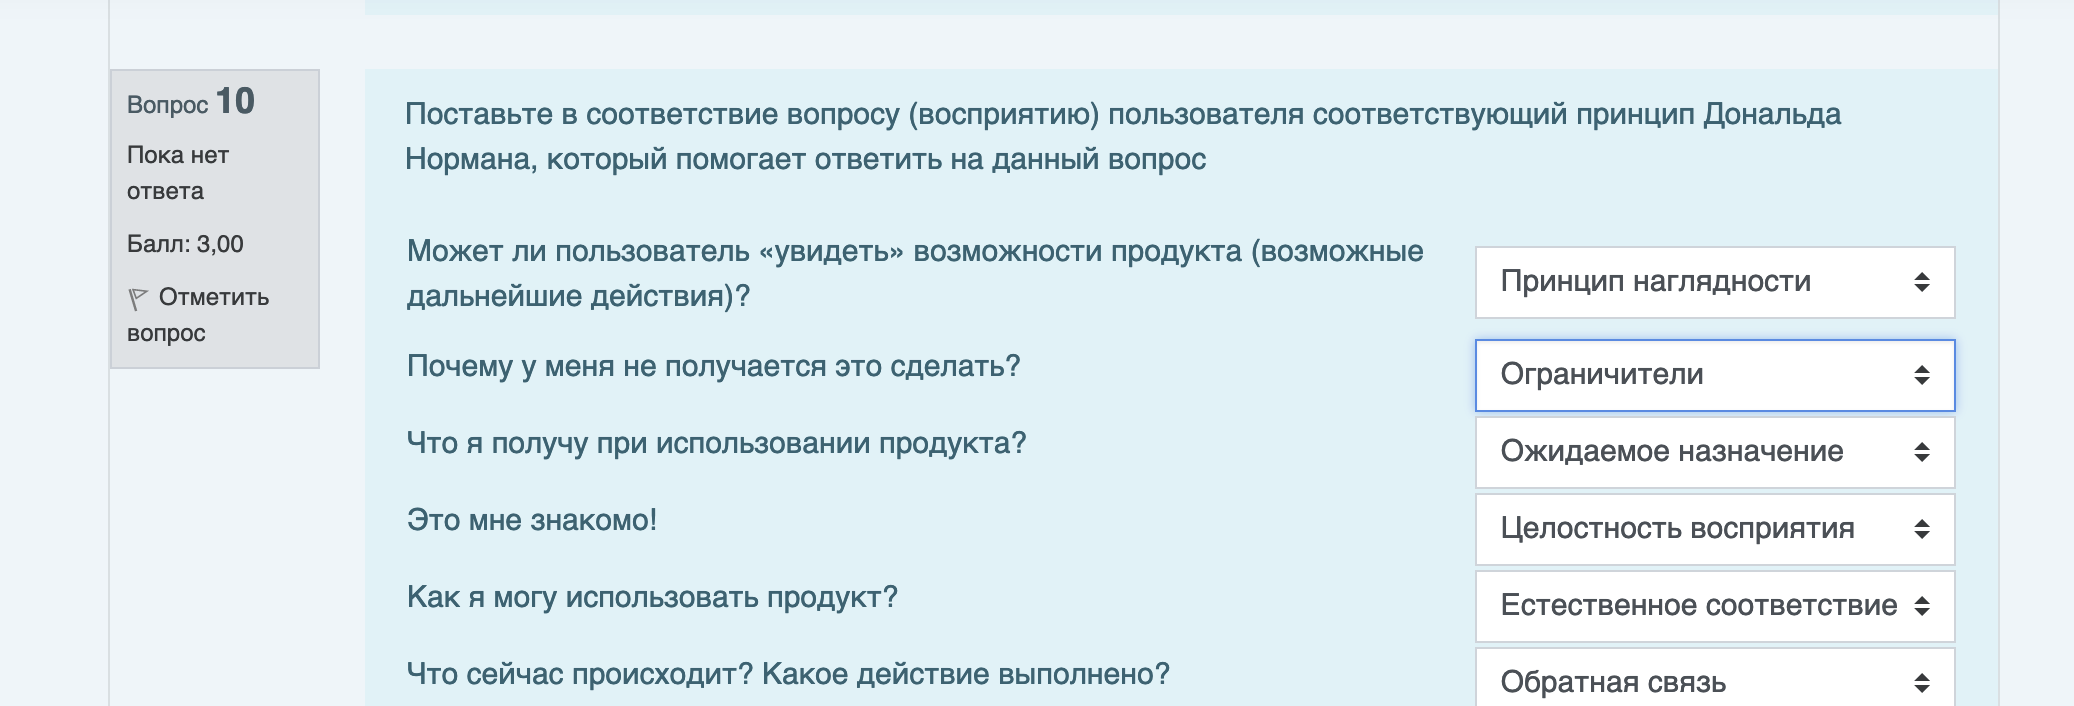 Вопрос 10
Пока нет
ответа
Балл: 3,00
Отметить
вопрос
Поставьте в соответствие вопросу (восприятию) пользователя соответствующий принцип Дональда
Нормана, который помогает ответить на данный вопрос
Может ли пользователь «увидеть» возможности продукта (возможные
дальнейшие действия)?
Принцип наглядности
Почему у меня не получается это сделать?
Ограничители
Что я получу при использовании продукта?
Ожидаемое назначение
Это мне знакомо!
Целостность восприятия
Как я могу использовать продукт?
Естественное соответствие
Что сейчас происходит? Какое действие выполнено?
Обратная связь